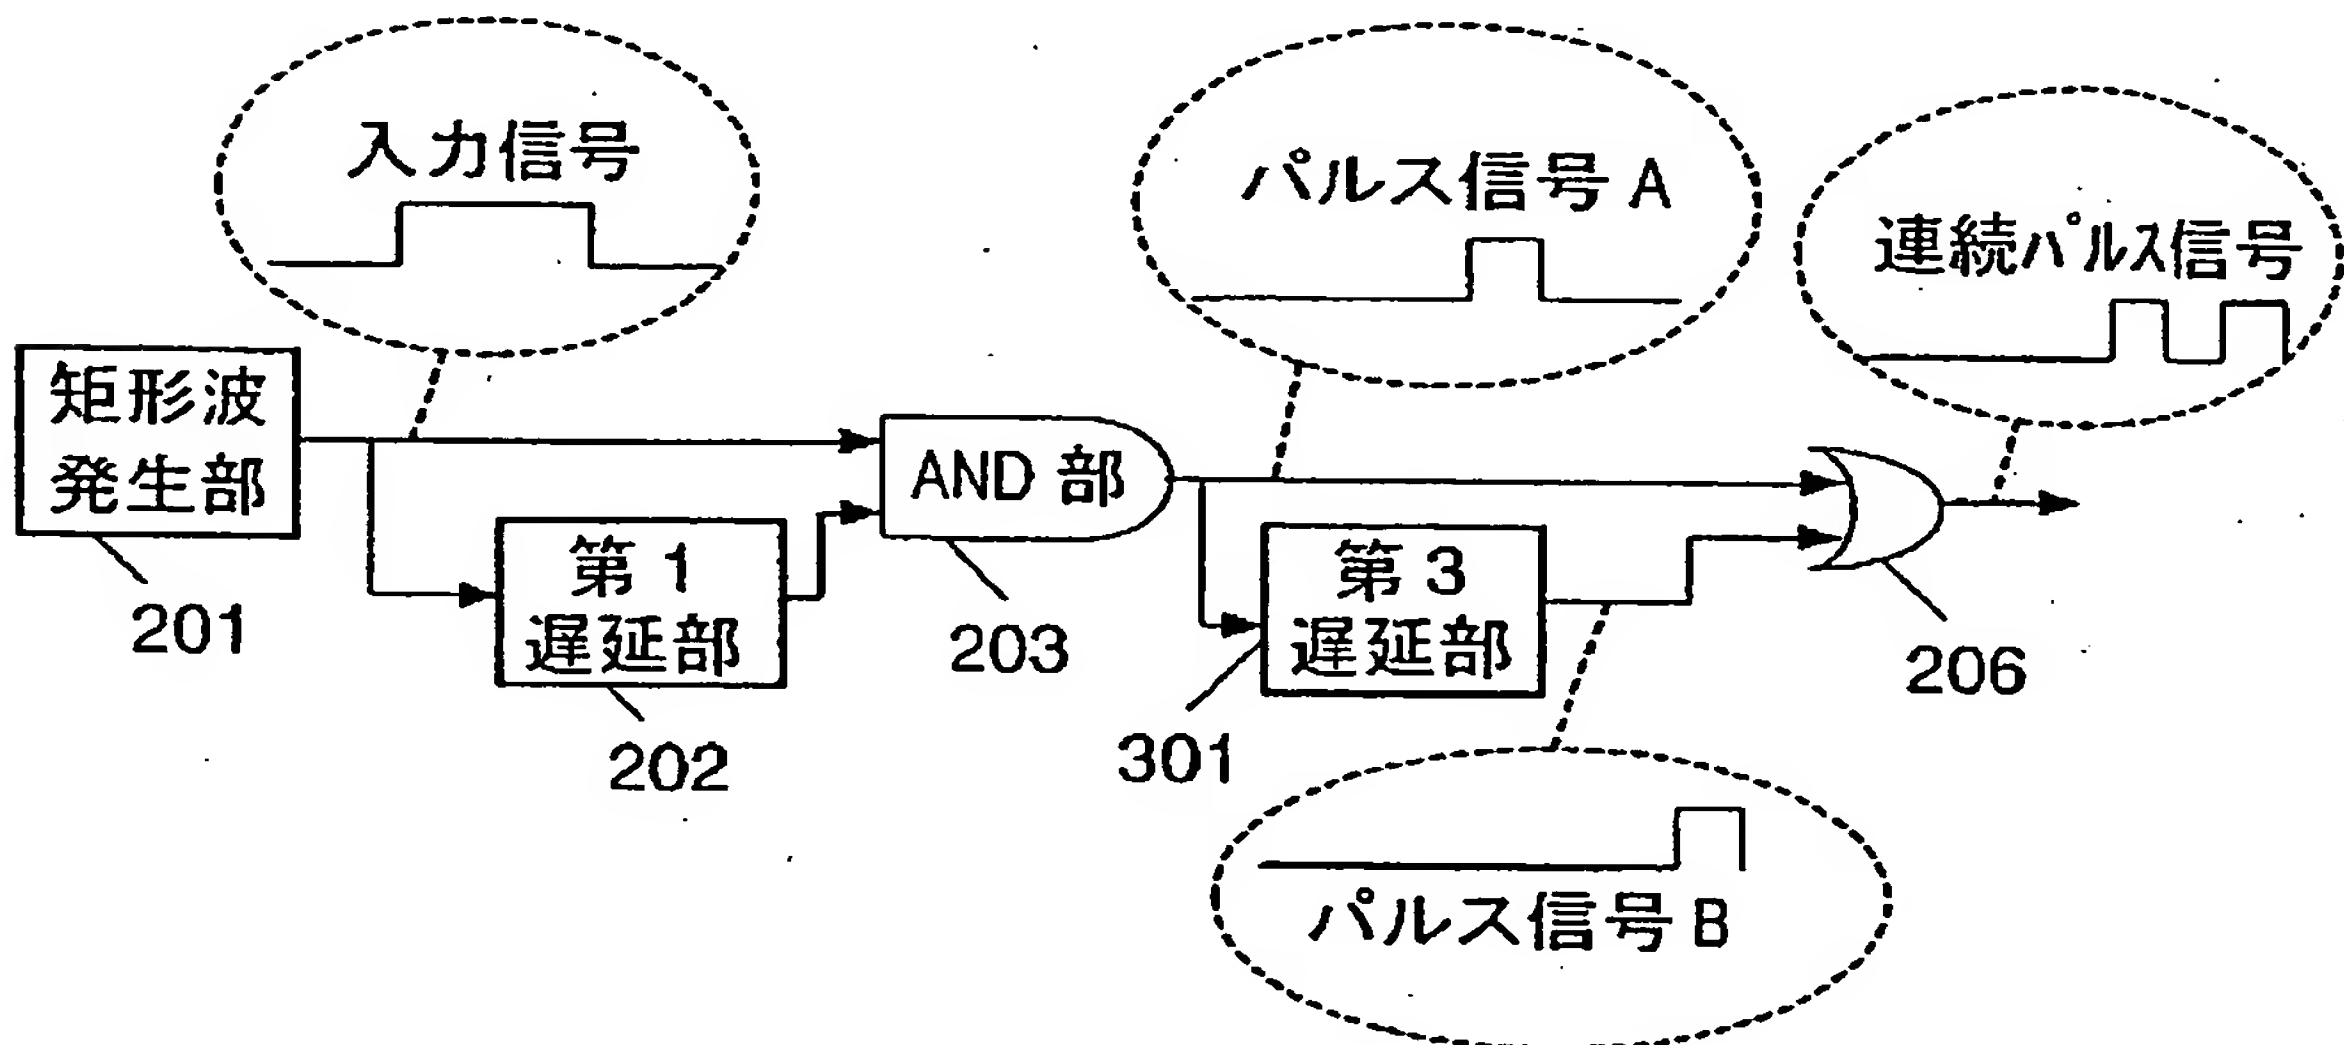 入力信号
パルス信号 A
連続パルス信号
矩形波
発生部
AND 部
第 1
遅延部
第 3
遅延部
201
202
203
301
206
パルス信号 B